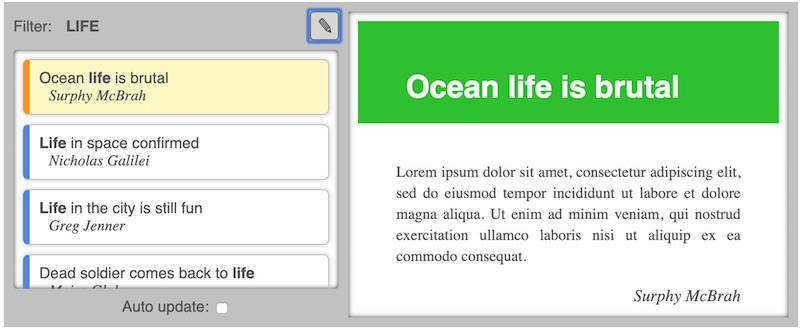 Filter: LIFE
Ocean life is brutal
Surphy McBrah
Life in space confirmed
Nicholas Galilei
Life in the city is still fun
Greg Jenner
Dead soldier comes back to life
Auto update:
Ocean life is brutal
Lorem ipsum dolor sit amet, consectetur adipiscing elit,
sed do eiusmod tempor incididunt ut labore et dolore
magna aliqua. Ut enim ad minim veniam, qui nostrud
exercitation ullamco laboris nisi ut aliquip ex ea
commodo consequat.
Surphy McBrah